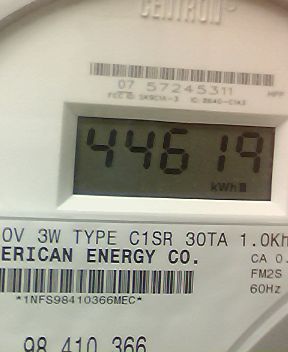 CENTRON
07 57245311
44619
kWh
0V 3W TYPE C1SR 30TA 1.0Kh
ERICAN ENERGY CO.
CA 0.
FM2S
60Hz
*1NFS98410366MEC*
98 410 366